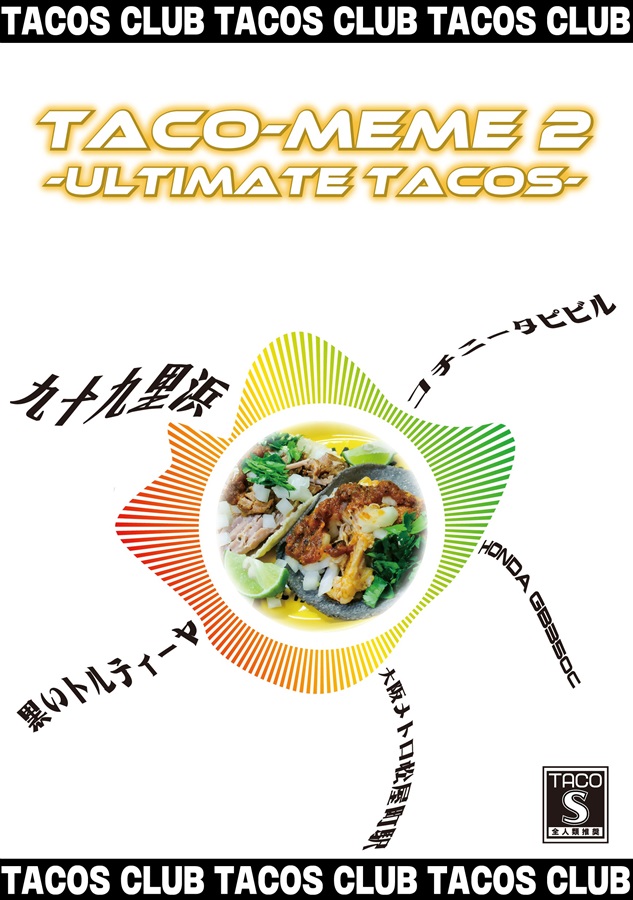 TACOS CLUB TACOS CLUB TACOS CLUB
TACO-MEME 2
-ULTIMATE TACOS-
コチニータピビル
九十九里浜
HONDA GB350C
黒いトルティーヤ
大阪メトロ松屋町駅
TACO
S
全人類推奨
TACOS CLUB TACOS CLUB TACOS CLUB